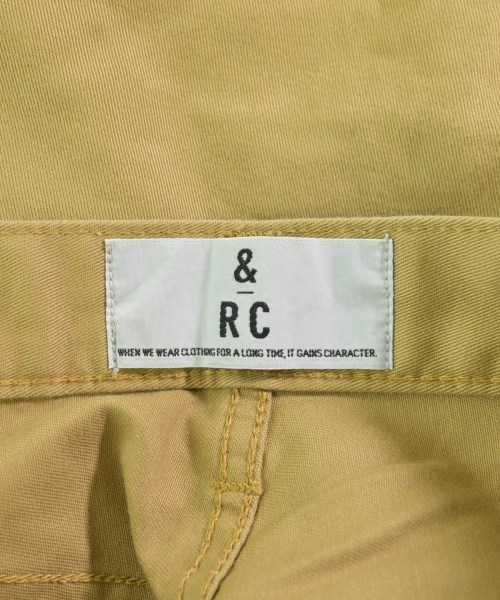 &
RC
WHEN WE WEAR CLOTHING FOR A LONG TIME, IT GAINS CHARACTER.